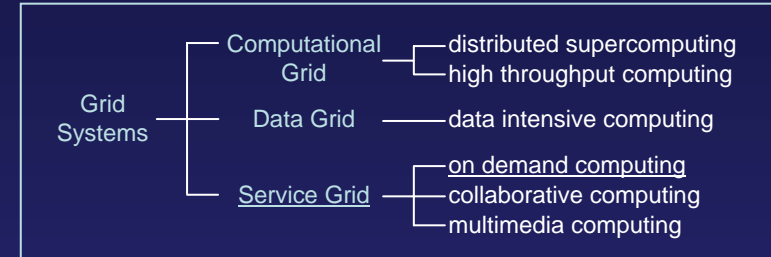 Grid
Systems
Computational
Grid
distributed supercomputing
high throughput computing
Data Grid
data intensive computing
Service Grid
on demand computing
collaborative computing
multimedia computing